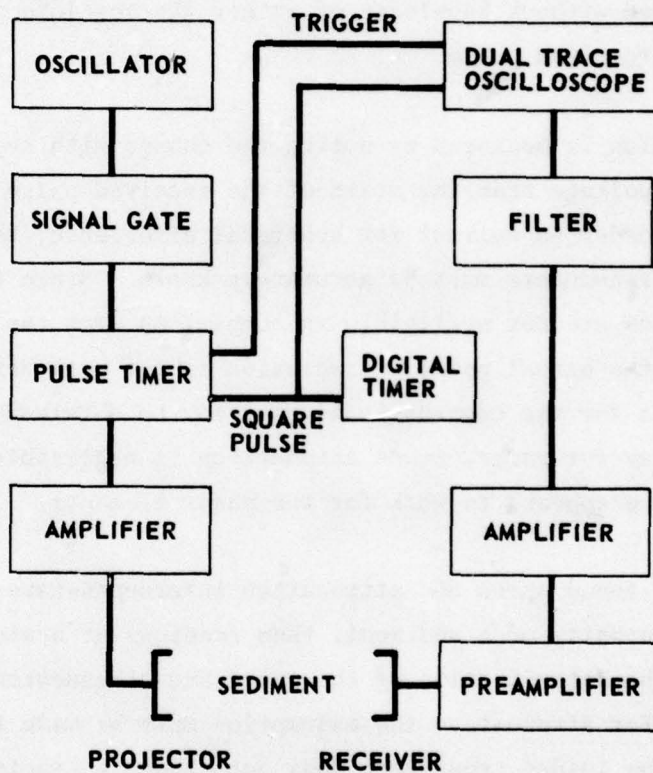 TRIGGER
OSCILLATOR
DUAL TRACE
OSCILLOSCOPE
SIGNAL GATE
FILTER
PULSE TIMER
DIGITAL
TIMER
SQUARE
PULSE
AMPLIFIER
AMPLIFIER
SEDIMENT
PREAMPLIFIER
PROJECTOR
RECEIVER